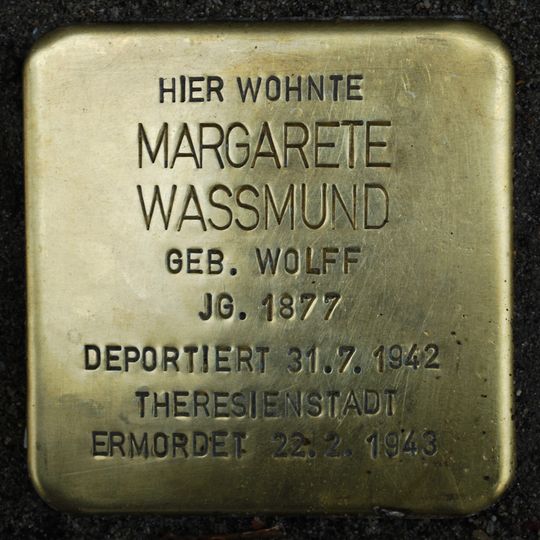 HIER WOHNTE
MARGARETE
WASSMUND
GEB. WOLFF
JG. 1877
DEPORTIERT 31.7.1942
THERESIENSTADT
ERMORDET 22.2.1943